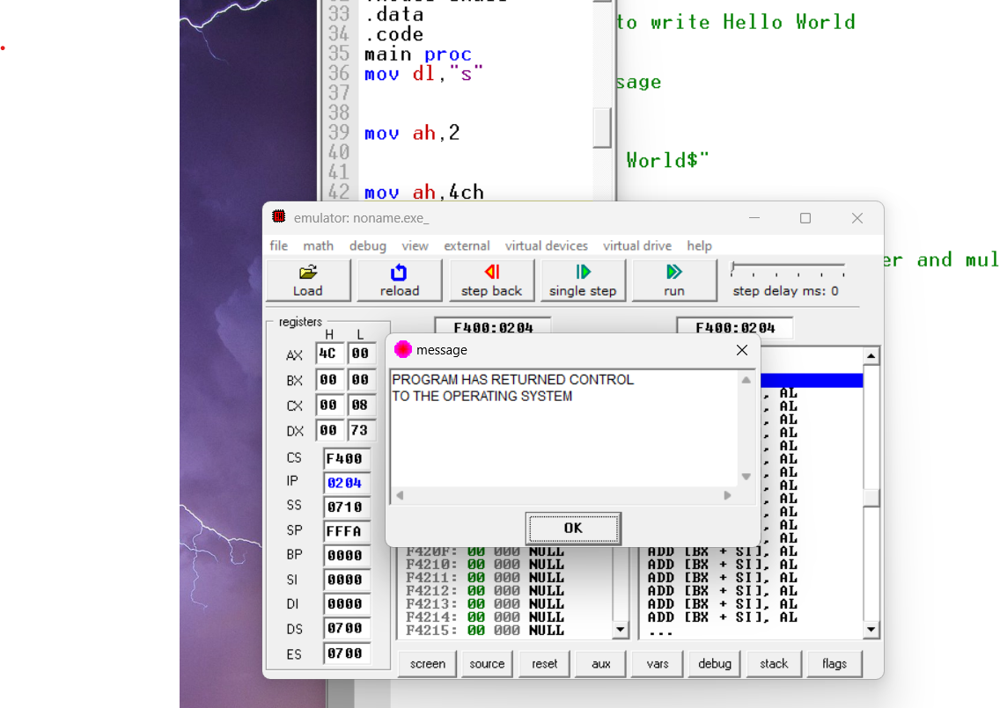 33 .data
34 .code
35 main proc
36 mov dl,"s"
37
38
39 mov ah,2
40
41
42 mov ah,4ch
to write Hello World
sage
World$"
er and mul
emulator: noname.exe_
file math debug view external virtual devices virtual drive help
Load reload step back single step run step delay ms: 0
registers F400:0204 F400:0204
H L
AX 4C 00
BX 00 00
CX 00 08
DX 00 73
CS F400
IP 0204
SS 0710
SP FFFA
BP 0000
SI 0000
DI 0000
DS 0700
ES 0700
message
PROGRAM HAS RETURNED CONTROL
TO THE OPERATING SYSTEM
OK
, AL
, AL
, AL
, AL
, AL
, AL
, AL
, AL
, AL
, AL
, AL
, AL
F420F: 00 000 NULL ADD [BX + SI], AL
F4210: 00 000 NULL ADD [BX + SI], AL
F4211: 00 000 NULL ADD [BX + SI], AL
F4212: 00 000 NULL ADD [BX + SI], AL
F4213: 00 000 NULL ADD [BX + SI], AL
F4214: 00 000 NULL ADD [BX + SI], AL
F4215: 00 000 NULL ...
screen source reset aux vars debug stack flags